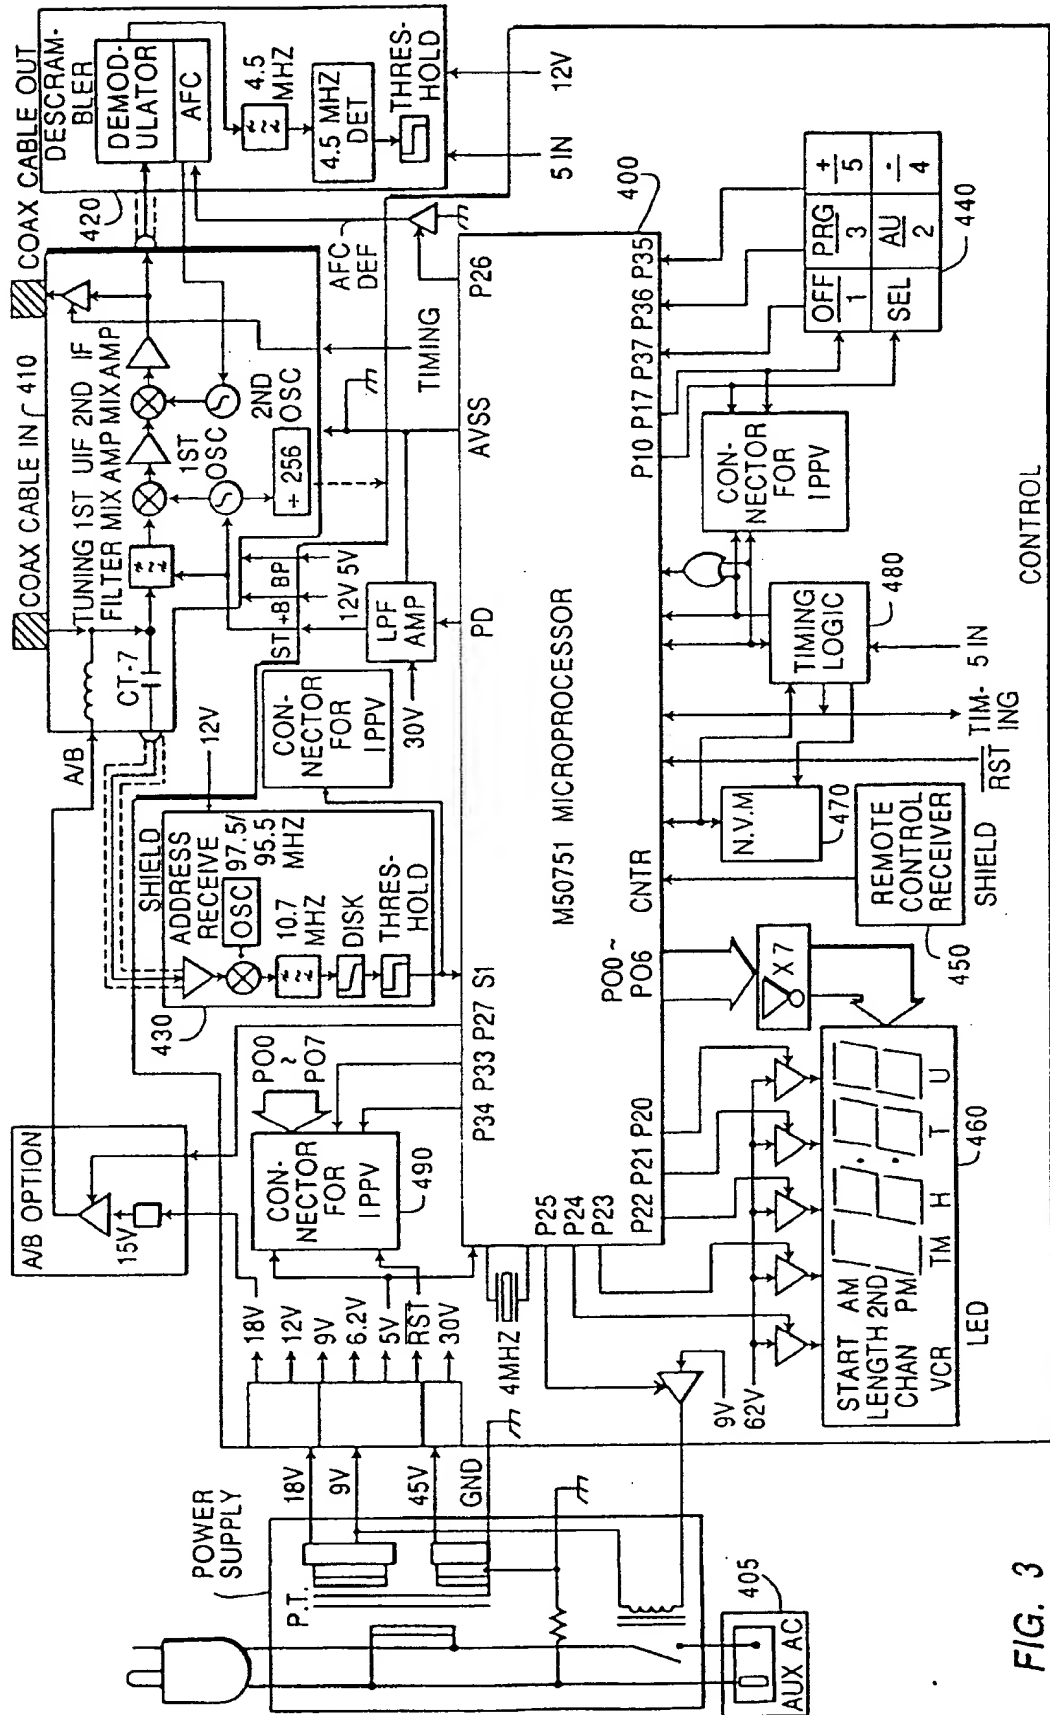 COAX CABLE IN
410
COAX CABLE OUT
DESCRAM-
BLER
DEMOD-
ULATOR
AFC
4.5
MHZ
4.5 MHZ
DET
THRES-
HOLD
420
5 IN
12V
TUNING 1ST UIF 2ND IF
FILTER MIX AMP MIX AMP
1ST
OSC
2ND
OSC
÷ 256
CT-7
A/B
ST
+B
BP
12V
5V
AFC
DEF
TIMING
LPF
AMP
30V
CON-
NECTOR
FOR
IPPV
12V
SHIELD
ADDRESS
RECEIVE
OSC
97.5/
95.5
MHZ
10.7
MHZ
DISK
THRES-
HOLD
430
A/B OPTION
15V
POWER
SUPPLY
P.T.
18V
9V
45V
GND
18V
12V
9V
6.2V
5V
RST
30V
CON-
NECTOR
FOR
IPPV
490
PO0
~
PO7
P34
P33
P27
S1
PD
AVSS
P26
400
M50751 MICROPROCESSOR
4MHZ
P25
P24
P23
P22
P21
P20
PO0~
PO6
CNTR
P10
P17
P37
P36
P35
9V
62V
X7
START AM
LENGTH 2ND
CHAN PM
VCR
TM
H
T
U
LED
460
REMOTE
CONTROL
RECEIVER
450
SHIELD
N.V.M
470
RST
TIM-
ING
5 IN
TIMING
LOGIC
480
CON-
NECTOR
FOR
IPPV
OFF
1
PRG
3
+
5
SEL
AU
2
÷
4
440
CONTROL
AUX AC
405
FIG. 3